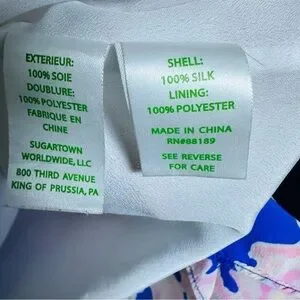 EXTERIEUR:
100% SOIE
DOUBLURE:
100% POLYESTER
FABRIQUE EN
CHINE
SUGARTOWN
WORLDWIDE, LLC
800 THIRD AVENUE
KING OF PRUSSIA, PA
SHELL:
100% SILK
LINING:
100% POLYESTER
MADE IN CHINA
RN#88189
SEE REVERSE
FOR CARE